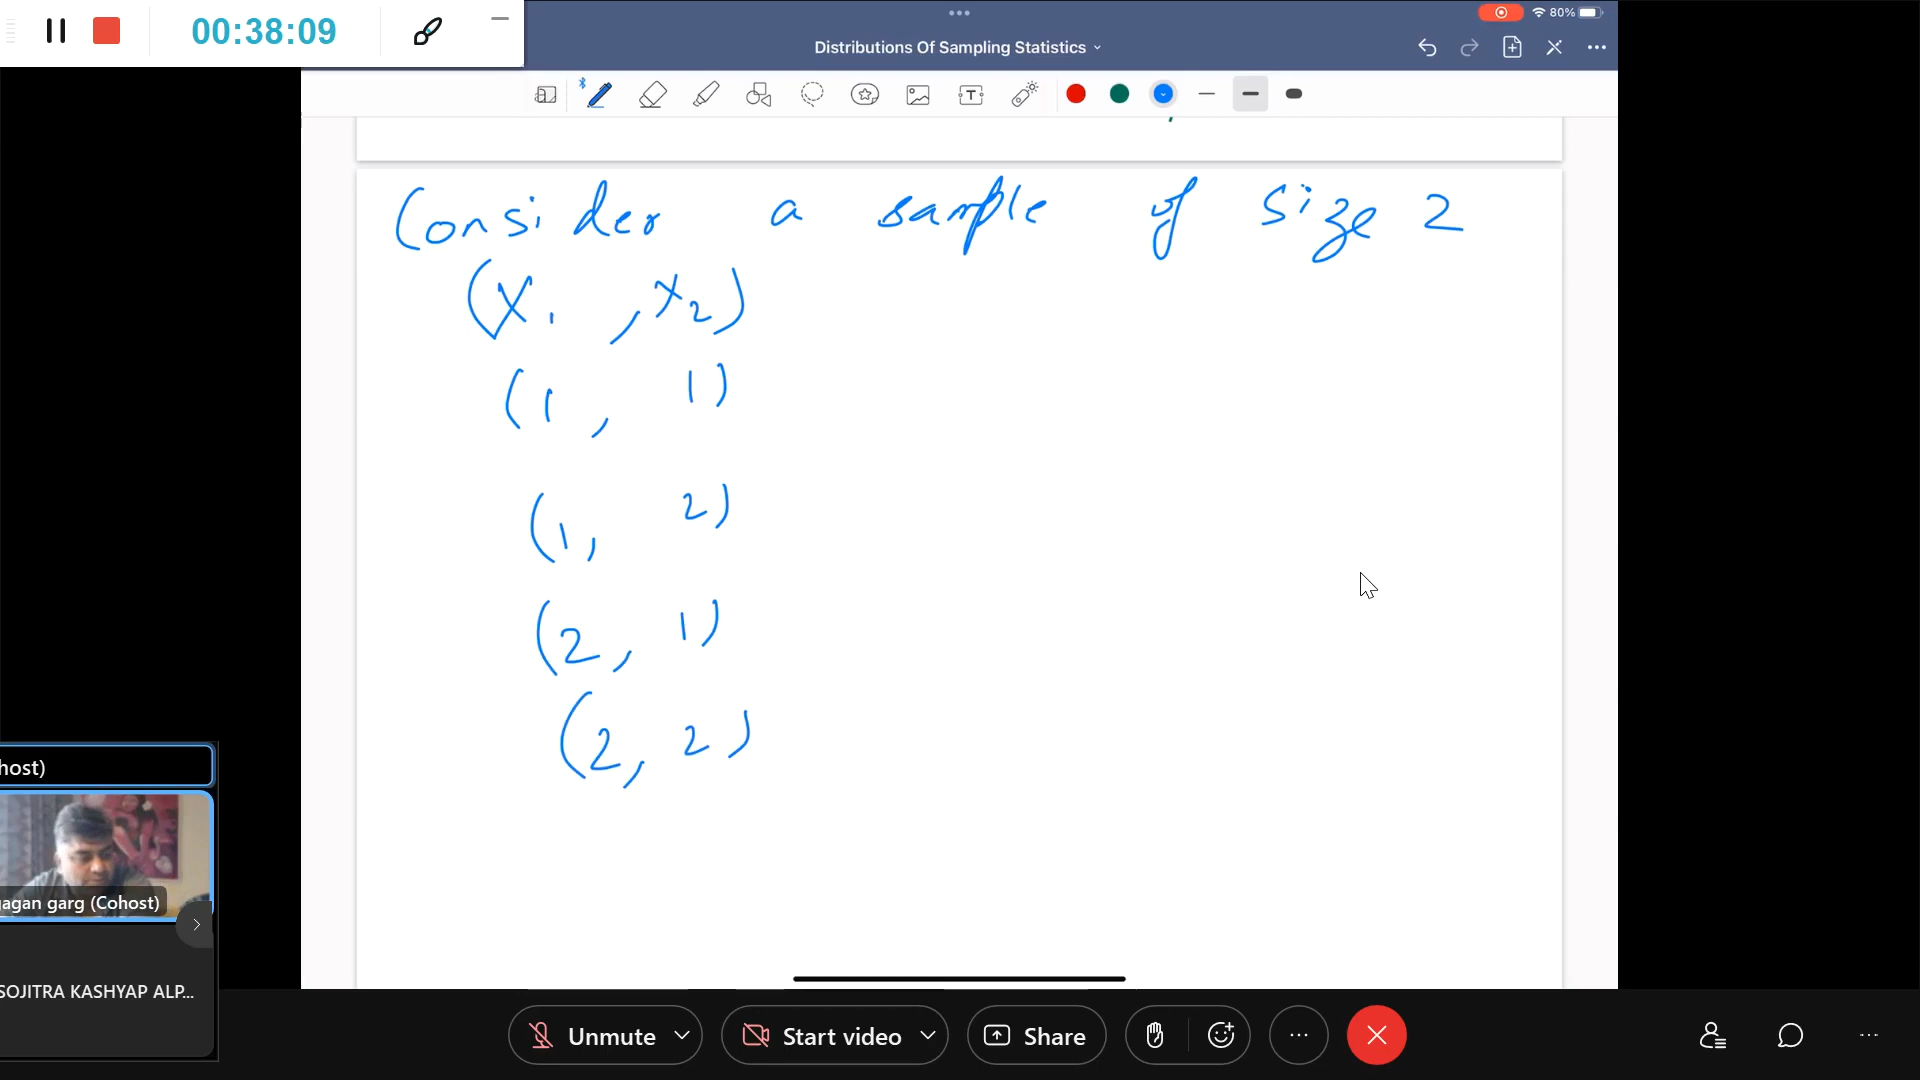 00:38:09
80%
Distributions Of Sampling Statistics
Consider a sample of size 2
(X1, X2)
(1, 1)
(1, 2)
(2, 1)
(2, 2)
host)
gagan garg (Cohost)
SOJITRA KASHYAP ALP...
Unmute
Start video
Share